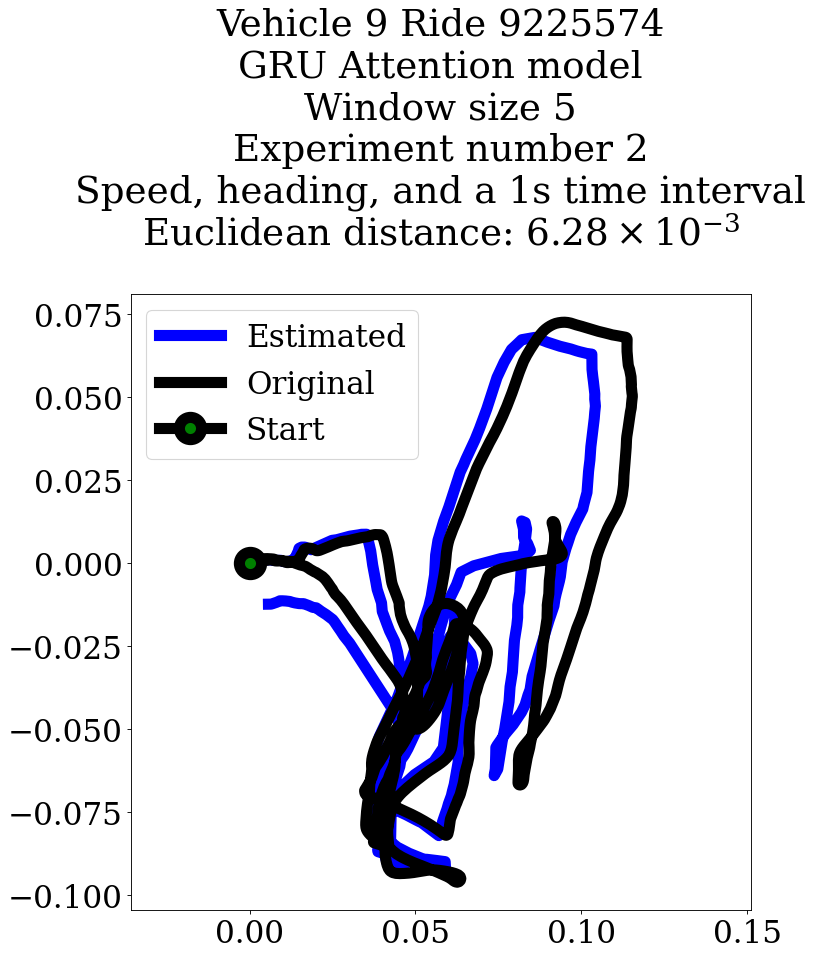 Vehicle 9 Ride 9225574
GRU Attention model
Window size 5
Experiment number 2
Speed, heading, and a 1s time interval
Euclidean distance: 6.28 × 10⁻³
Estimated
Original
Start
0.075
0.050
0.025
0.000
−0.025
−0.050
−0.075
−0.100
0.00 0.05 0.10 0.15